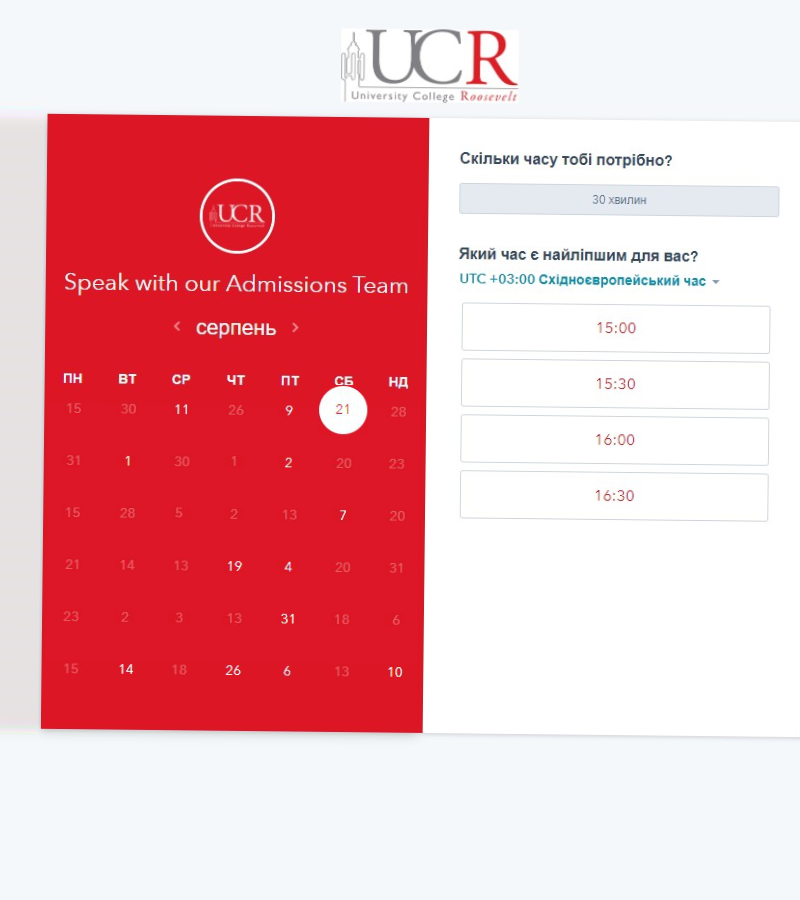 UCR
University College Roosevelt
UCR
Speak with our Admissions Team
серпень
ПН ВТ СР ЧТ ПТ СБ НД
15 30 11 26 9 21 28
31 1 30 1 2 20 23
15 28 5 2 13 7 20
21 14 13 19 4 20 31
23 2 3 13 31 18 6
15 14 18 26 6 13 10
Скільки часу тобі потрібно?
30 хвилин
Який час є найліпшим для вас?
UTC +03:00 Східноєвропейський час
15:00
15:30
16:00
16:30